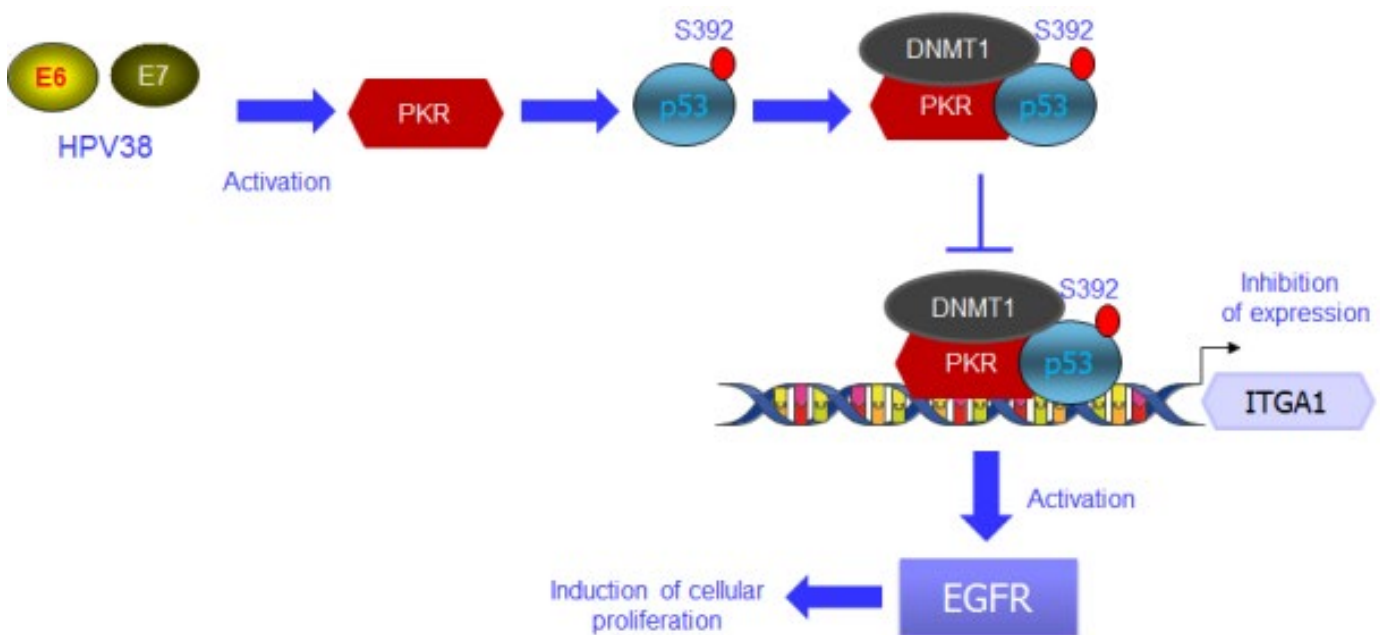 E6
E7
HPV38
Activation
PKR
S392
p53
S392
DNMT1
PKR
p53
S392
DNMT1
PKR
p53
Inhibition
of expression
ITGA1
Activation
EGFR
Induction of cellular
proliferation